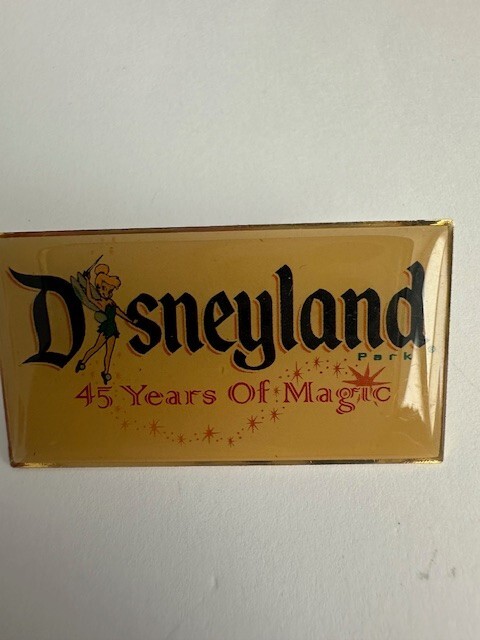 Disneyland
Park
45 Years Of Magic